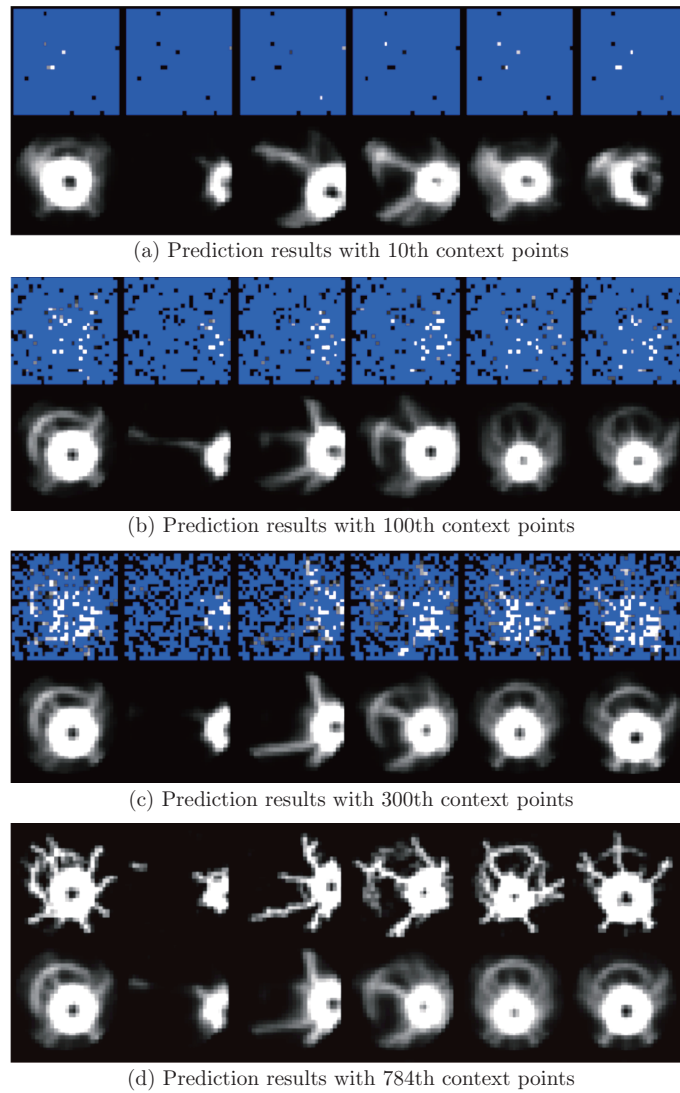 (a) Prediction results with 10th context points
(b) Prediction results with 100th context points
(c) Prediction results with 300th context points
(d) Prediction results with 784th context points